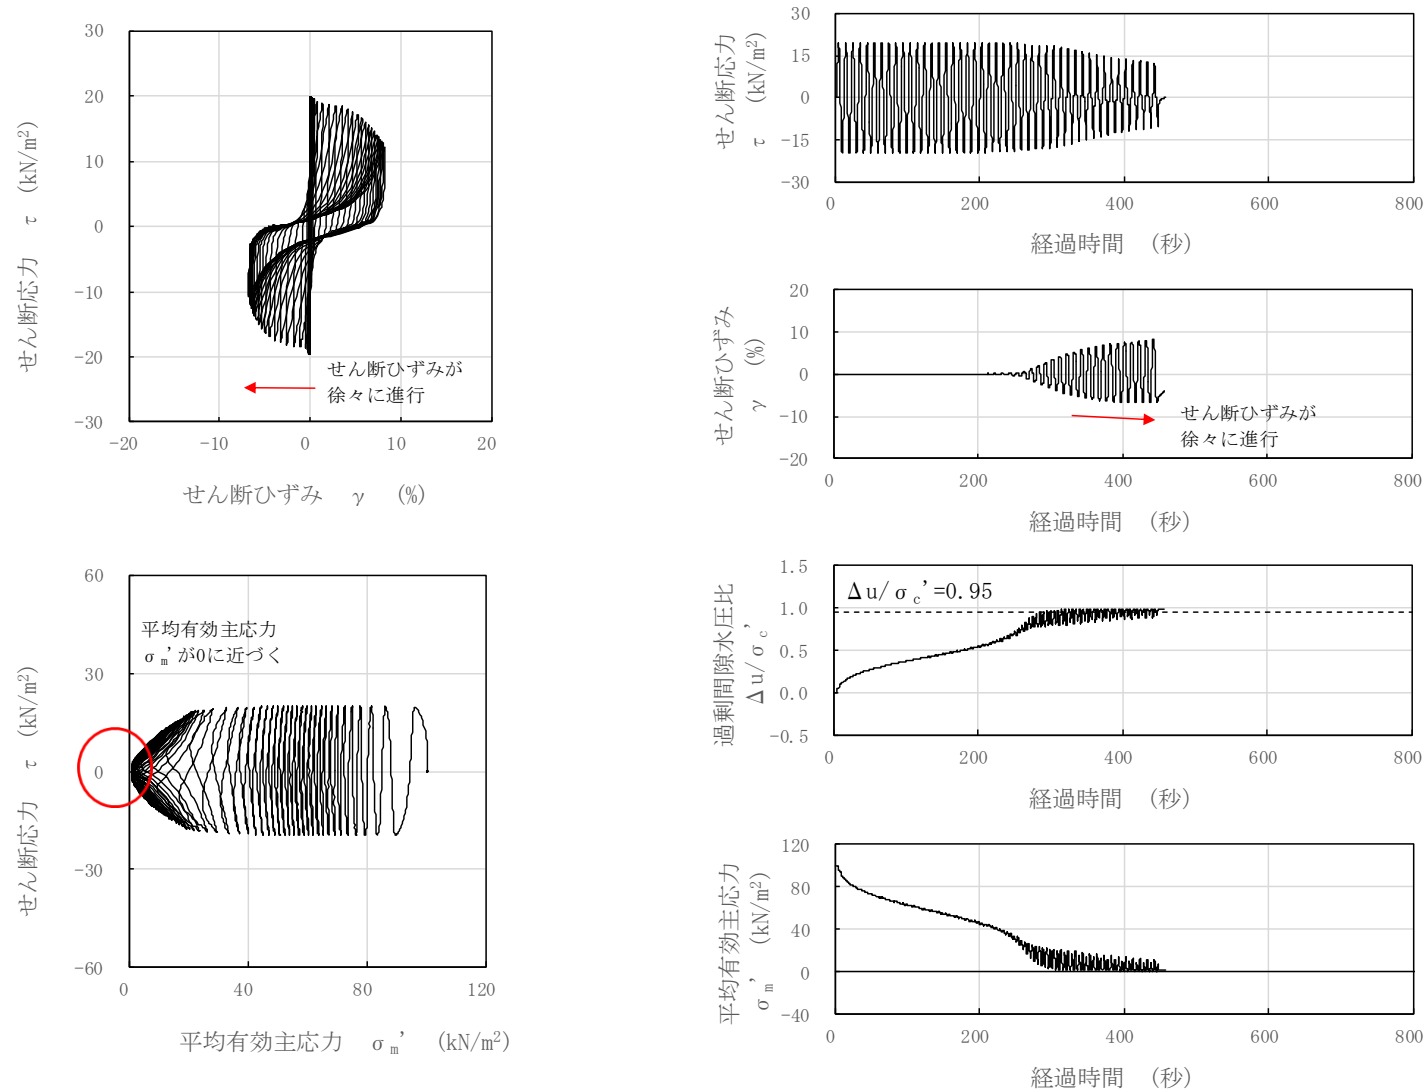 30
20
10
0
-10
-20
-30
-20
-10
0
10
20
せん断応力 τ (kN/m²)
せん断ひずみが
徐々に進行
せん断ひずみ γ (%)
30
15
0
-15
-30
0
200
400
600
800
せん断応力
τ (kN/m²)
経過時間 (秒)
20
10
0
-10
-20
0
200
400
600
800
せん断ひずみ
γ (%)
せん断ひずみが
徐々に進行
経過時間 (秒)
60
30
0
-30
-60
0
40
80
120
せん断応力 τ (kN/m²)
平均有効主応力
σm'が0に近づく
平均有効主応力 σm' (kN/m²)
1.5
1.0
0.5
0.0
-0.5
0
200
400
600
800
過剰間隙水圧比
Δu/σc'
Δu/σc'=0.95
経過時間 (秒)
120
80
40
0
-40
0
200
400
600
800
平均有効主応力
σm' (kN/m²)
経過時間 (秒)